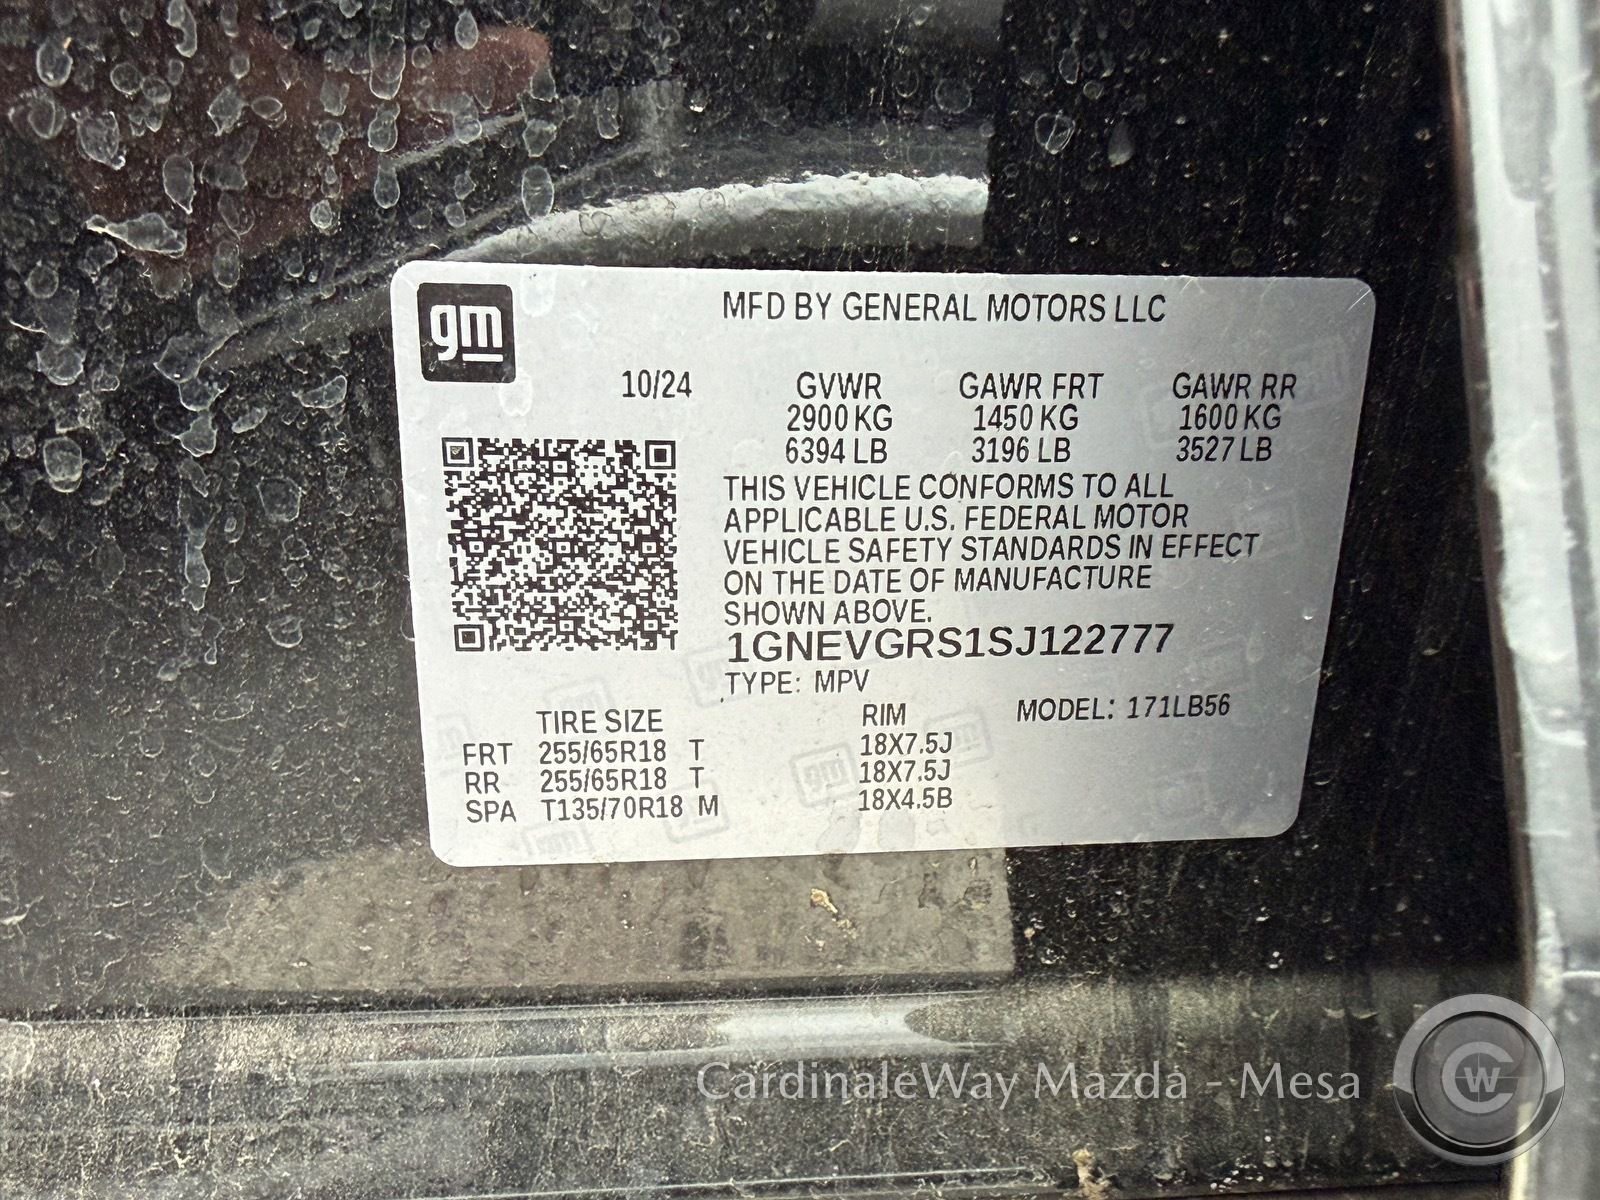 gm
MFD BY GENERAL MOTORS LLC
10/24 GVWR GAWR FRT GAWR RR
2900 KG 1450 KG 1600 KG
6394 LB 3196 LB 3527 LB
THIS VEHICLE CONFORMS TO ALL
APPLICABLE U.S. FEDERAL MOTOR
VEHICLE SAFETY STANDARDS IN EFFECT
ON THE DATE OF MANUFACTURE
SHOWN ABOVE.
1GNEVGRS1SJ122777
TYPE: MPV
MODEL: 171LB56
TIRE SIZE RIM
FRT 255/65R18 T 18X7.5J
RR 255/65R18 T 18X7.5J
SPA T135/70R18 M 18X4.5B
CardinaleWay Mazda - Mesa
CW